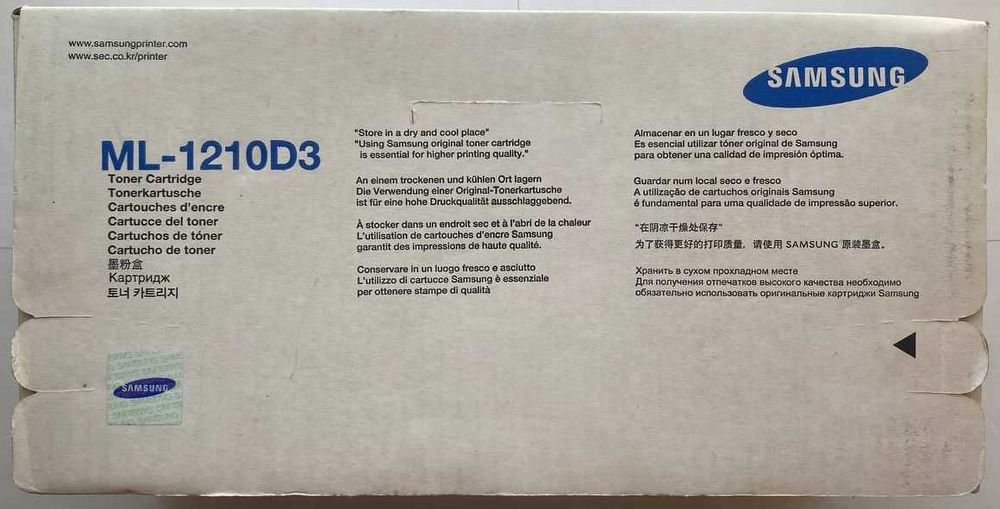 www.samsungprinter.com
www.sec.co.kr/printer
SAMSUNG
ML-1210D3
Toner Cartridge
Tonerkartusche
Cartouches d'encre
Cartucce del toner
Cartuchos de tóner
Cartucho de toner
墨粉盒
Картридж
토너 카트리지
"Store in a dry and cool place"
"Using Samsung original toner cartridge
is essential for higher printing quality."
An einem trockenen und kühlen Ort lagern
Die Verwendung einer Original-Tonerkartusche
ist für eine hohe Druckqualität ausschlaggebend.
À stocker dans un endroit sec et à l'abri de la chaleur
L'utilisation de cartouches d'encre Samsung
garantit des impressions de haute qualité.
Conservare in un luogo fresco e asciutto
L'utilizzo di cartucce Samsung è essenziale
per ottenere stampe di qualità
Almacenar en un lugar fresco y seco
Es esencial utilizar tóner original de Samsung
para obtener una calidad de impresión óptima.
Guardar num local seco e fresco
A utilização de cartuchos originais Samsung
é fundamental para uma qualidade de impressão superior.
"在阴凉干燥处保存"
为了获得更好的打印质量, 请使用 SAMSUNG 原装墨盒.
Хранить в сухом прохладном месте
Для получения отпечатков высокого качества необходимо
обязательно использовать оригинальные картриджи Samsung
SAMSUNG